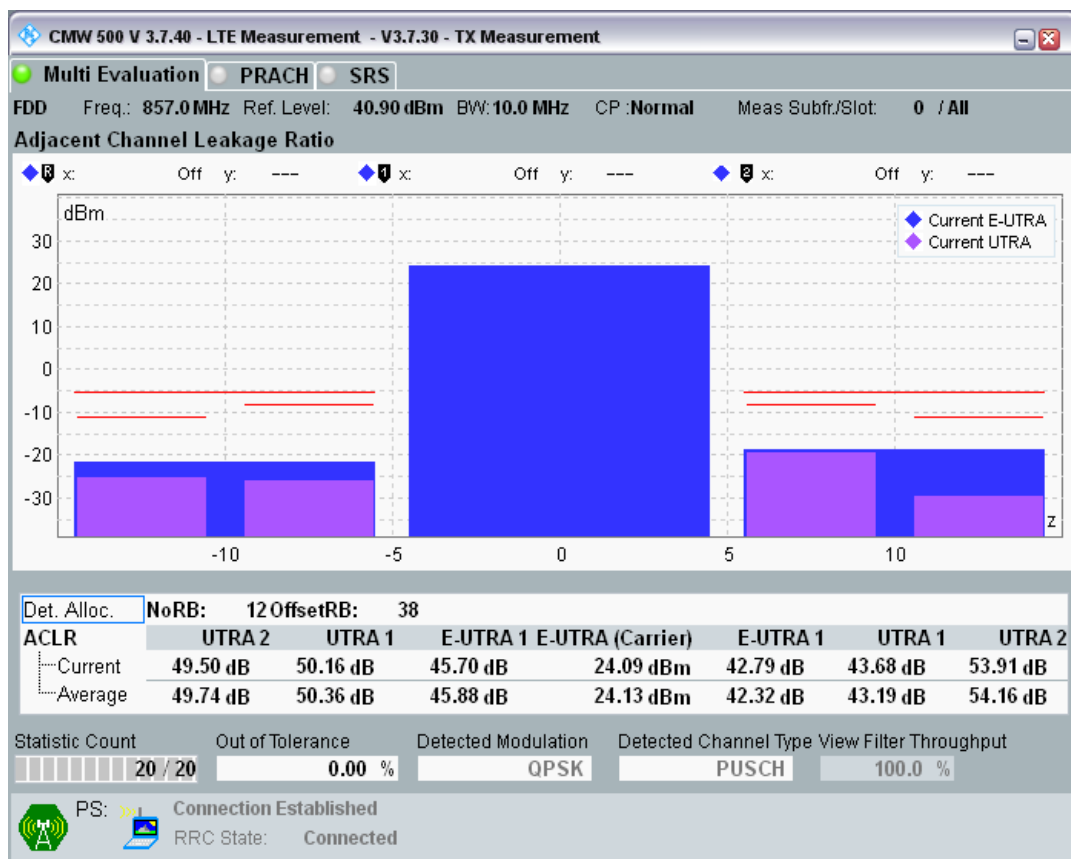 CMW 500 V 3.7.40 - LTE Measurement - V3.7.30 - TX Measurement
Multi Evaluation PRACH SRS
FDD Freq.: 857.0 MHz Ref. Level: 40.90 dBm BW: 10.0 MHz CP :Normal Meas Subfr./Slot: 0 / All
Adjacent Channel Leakage Ratio
R x: Off y: --- 1 x: Off y: --- 2 x: Off y: ---
dBm
Current E-UTRA
Current UTRA
30
20
10
0
-10
-20
-30
z
-10 -5 0 5 10
Det. Alloc. NoRB: 12 OffsetRB: 38
ACLR UTRA 2 UTRA 1 E-UTRA 1 E-UTRA (Carrier) E-UTRA 1 UTRA 1 UTRA 2
Current 49.50 dB 50.16 dB 45.70 dB 24.09 dBm 42.79 dB 43.68 dB 53.91 dB
Average 49.74 dB 50.36 dB 45.88 dB 24.13 dBm 42.32 dB 43.19 dB 54.16 dB
Statistic Count Out of Tolerance Detected Modulation Detected Channel Type View Filter Throughput
20 / 20 0.00 % QPSK PUSCH 100.0 %
PS: Connection Established
RRC State: Connected